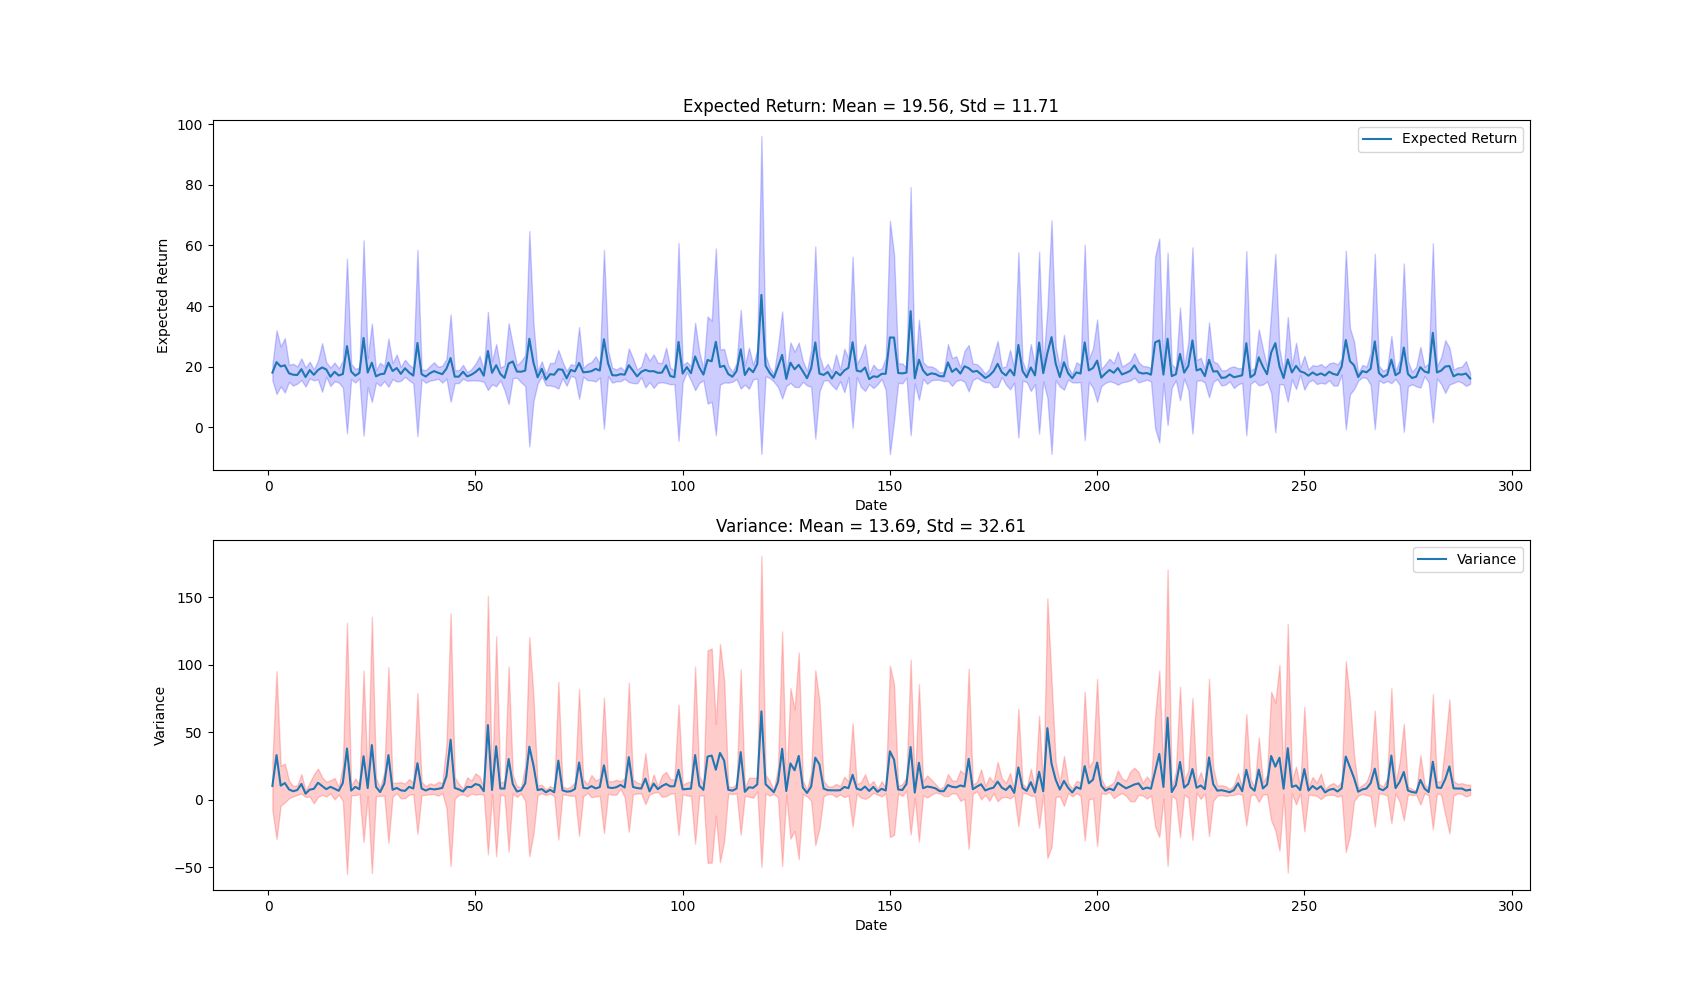 Expected Return: Mean = 19.56, Std = 11.71
100
80
60
40
20
0
Expected Return
Expected Return
0 50 100 150 200 250 300
Date
Variance: Mean = 13.69, Std = 32.61
150
100
50
0
−50
Variance
Variance
0 50 100 150 200 250 300
Date